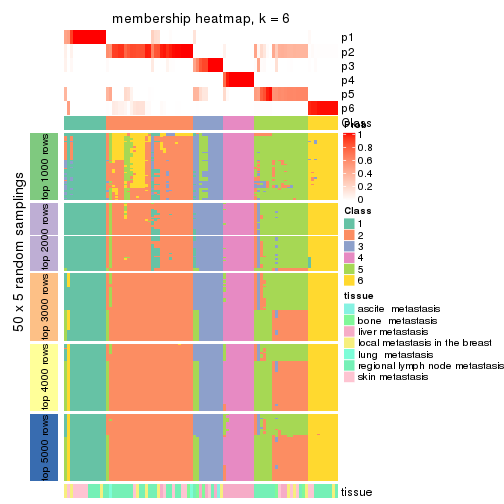 membership heatmap, k = 6
p1
p2
p3
p4
p5
p6
Class
Prob
1
0.8
0.6
0.4
0.2
0
50 x 5 random samplings
top 1000 rows
top 2000 rows
top 3000 rows
top 4000 rows
top 5000 rows
Class
1
2
3
4
5
6
tissue
ascite metastasis
bone metastasis
liver metastasis
local metastasis in the breast
lung metastasis
regional lymph node metastasis
skin metastasis
tissue